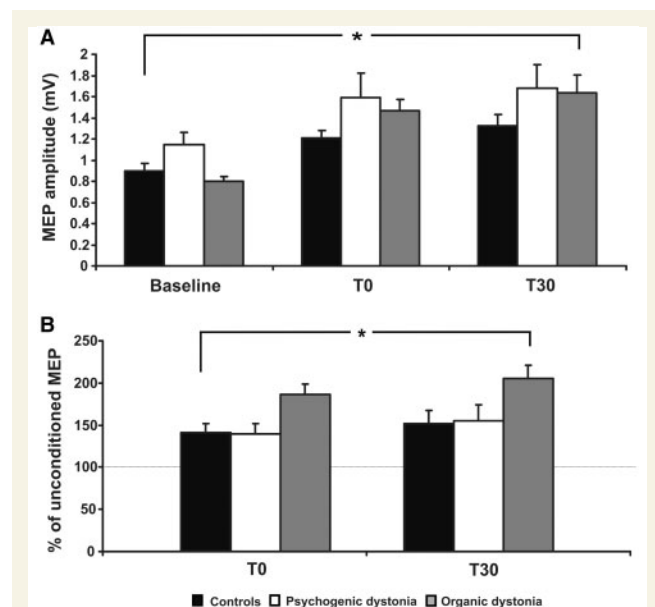 A
*
MEP amplitude (mV)
2
1.8
1.6
1.4
1.2
1
0.8
0.6
0.4
0.2
0
Baseline T0 T30
B
*
% of unconditioned MEP
250
200
150
100
50
0
T0 T30
Controls Psychogenic dystonia Organic dystonia